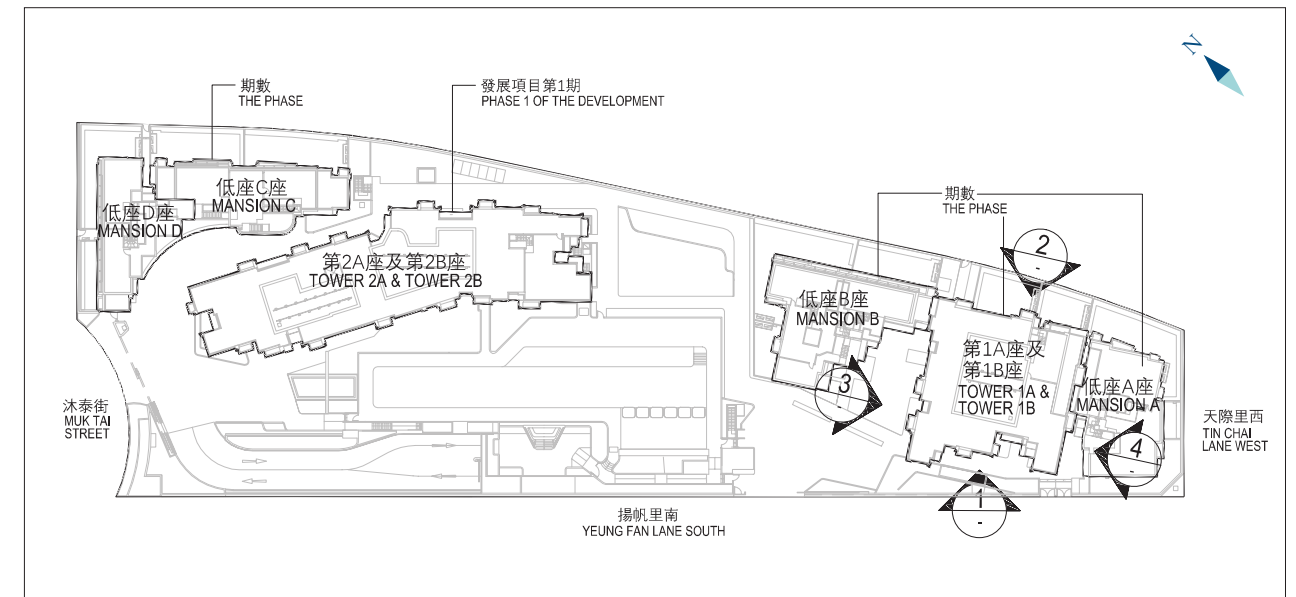 N
期數
THE PHASE
發展項目第1期
PHASE 1 OF THE DEVELOPMENT
低座C座
MANSION C
低座D座
MANSION D
第2A座及第2B座
TOWER 2A & TOWER 2B
期數
THE PHASE
2
-
低座B座
MANSION B
第1A座及
第1B座
TOWER 1A &
TOWER 1B
低座A座
MANSION A
3
-
4
-
1
-
沐泰街
MUK TAI
STREET
天際里西
TIN CHAI
LANE WEST
揚帆里南
YEUNG FAN LANE SOUTH